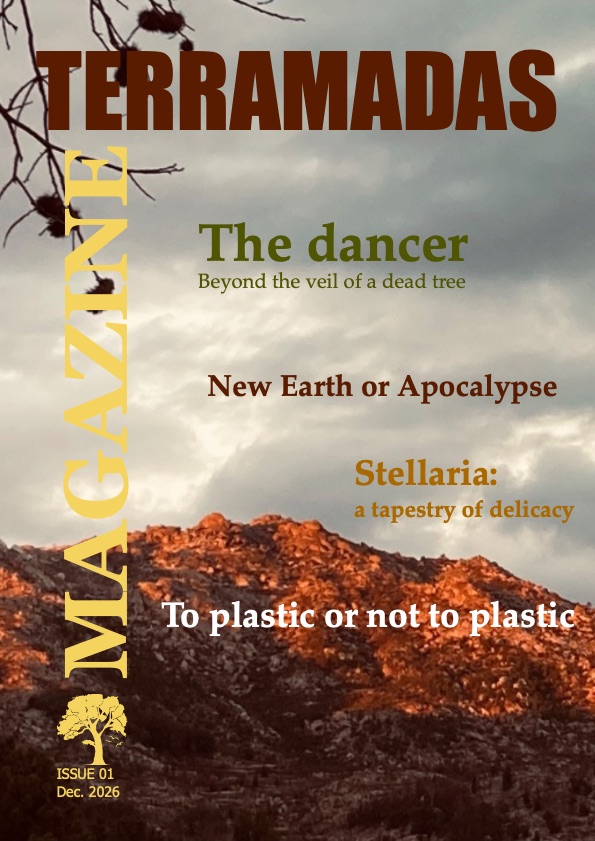 TERRAMADAS
MAGAZINE
The dancer
Beyond the veil of a dead tree
New Earth or Apocalypse
Stellaria:
a tapestry of delicacy
To plastic or not to plastic
ISSUE 01
Dec. 2026